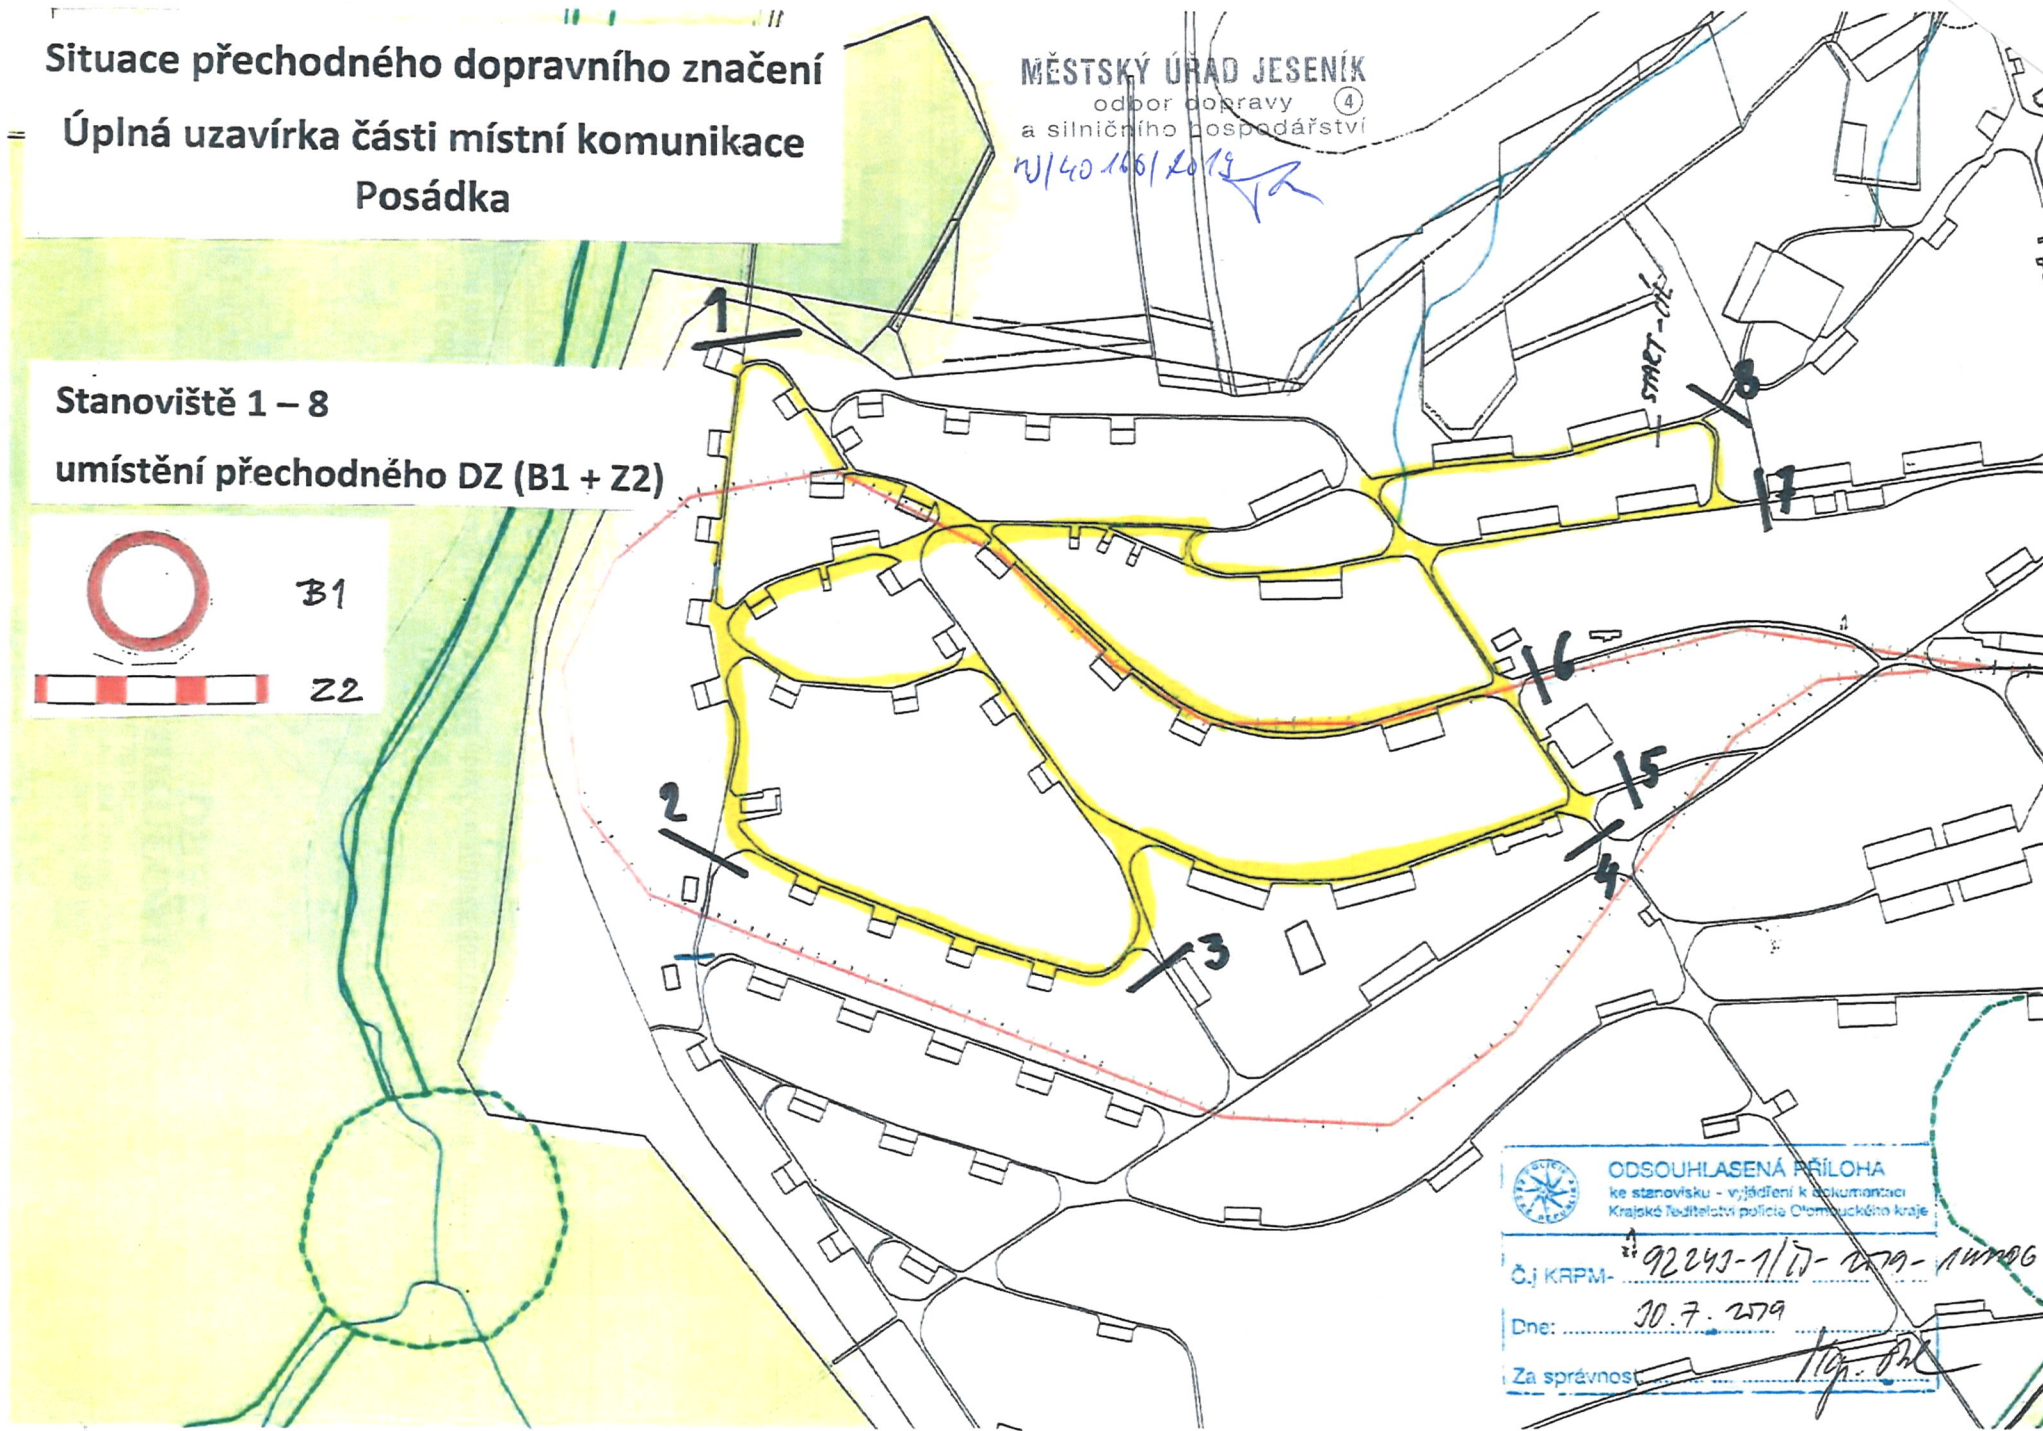 Situace přechodného dopravního značení
Úplná uzavírka části místní komunikace
Posádka
MĚSTSKÝ ÚŘAD JESENÍK
odbor dopravy 4
a silničního hospodářství
Stanoviště 1 – 8
umístění přechodného DZ (B1 + Z2)
B1
Z2
1
START - CÍL
8
7
6
5
2
4
3
ODSOUHLASENÁ PŘÍLOHA
ke stanovisku - vyjádření k dokumentaci
Krajské ředitelství policie Olomouckého kraje
Č.j KRPM-
Dne: 30. 7. 2019
Za správnost